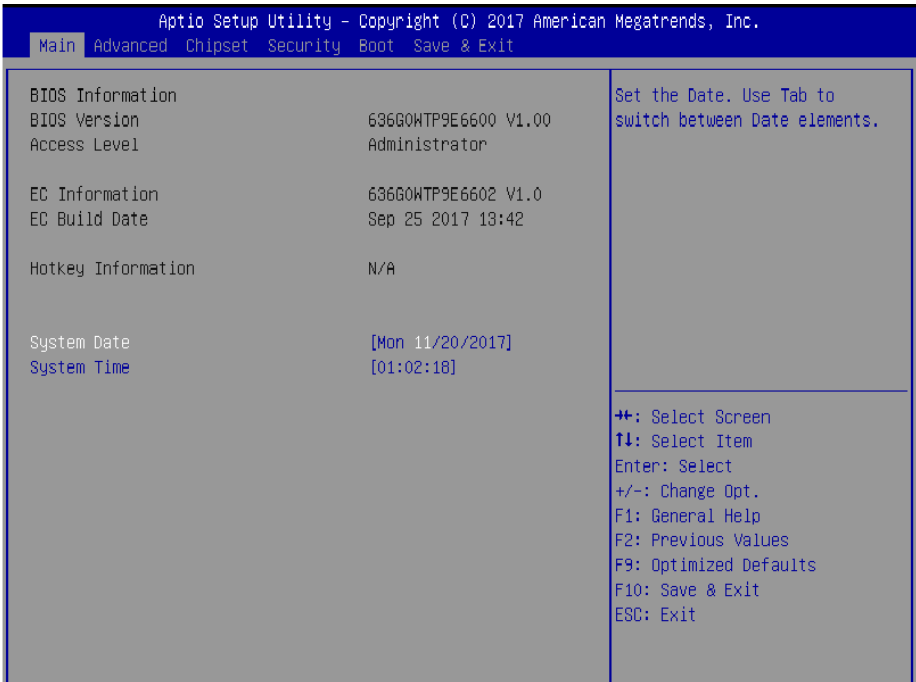 Aptio Setup Utility – Copyright (C) 2017 American Megatrends, Inc.
Main Advanced Chipset Security Boot Save & Exit
BIOS Information
BIOS Version 636G0WTP9E6600 V1.00
Access Level Administrator
EC Information 636G0WTP9E6602 V1.0
EC Build Date Sep 25 2017 13:42
Hotkey Information N/A
System Date [Mon 11/20/2017]
System Time [01:02:18]
Set the Date. Use Tab to
switch between Date elements.
→←: Select Screen
↑↓: Select Item
Enter: Select
+/-: Change Opt.
F1: General Help
F2: Previous Values
F9: Optimized Defaults
F10: Save & Exit
ESC: Exit